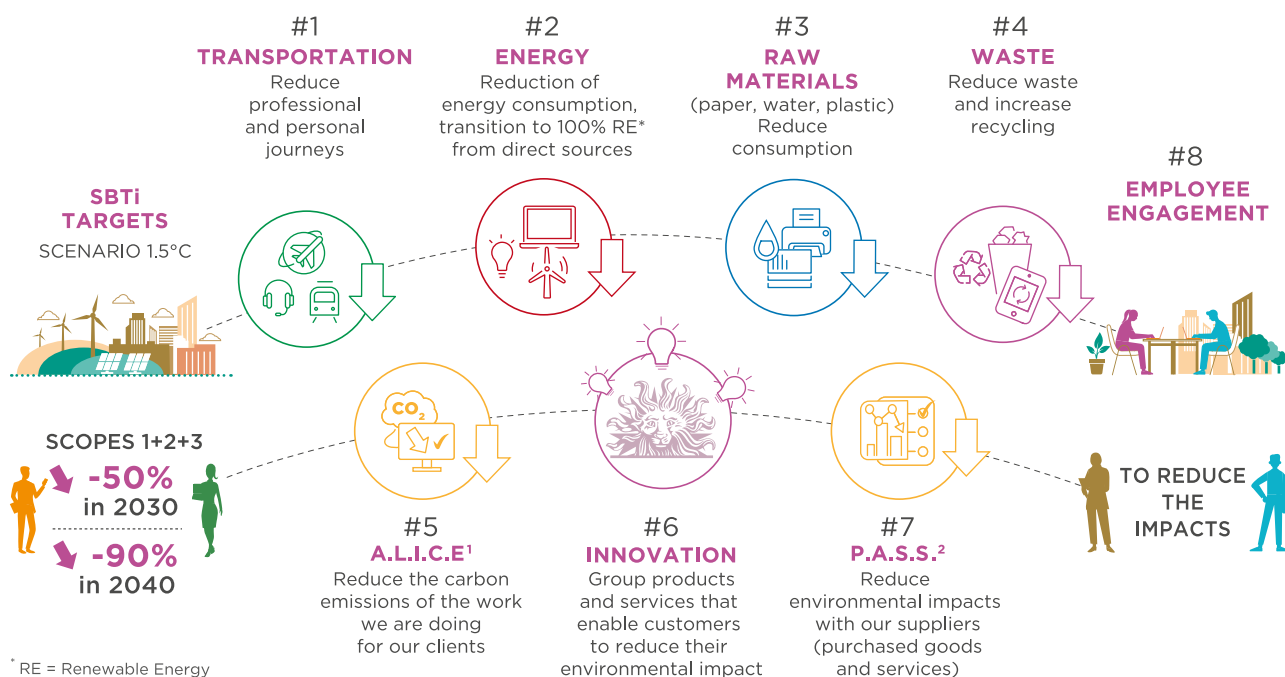 #1
TRANSPORTATION
Reduce
professional
and personal
journeys
#2
ENERGY
Reduction of
energy consumption,
transition to 100% RE*
from direct sources
#3
RAW
MATERIALS
(paper, water, plastic)
Reduce
consumption
#4
WASTE
Reduce waste
and increase
recycling
#8
EMPLOYEE
ENGAGEMENT
SBTi
TARGETS
SCENARIO 1.5°C
CO2
SCOPES 1+2+3
-50%
in 2030
-90%
in 2040
TO REDUCE
THE
IMPACTS
#5
A.L.I.C.E¹
Reduce the carbon
emissions of the work
we are doing
for our clients
#6
INNOVATION
Group products
and services that
enable customers
to reduce their
environmental impact
#7
P.A.S.S.²
Reduce
environmental impacts
with our suppliers
(purchased goods
and services)
* RE = Renewable Energy